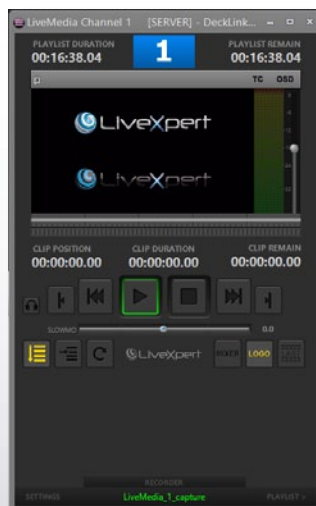 LiveMedia Channel 1 [SERVER] - DeckLink...
PLAYLIST DURATION
00:16:38.04
1
PLAYLIST REMAIN
00:16:38.04
TC OSD
LiveXpert
LiveXpert
CLIP POSITION
00:00:00.00
CLIP DURATION
00:00:00.00
CLIP REMAIN
00:00:00.00
SLOWMO
0.0
LiveXpert
MIXER
LOGO
RECORDER
SETTINGS
LiveMedia_1_capture
PLAYLIST >